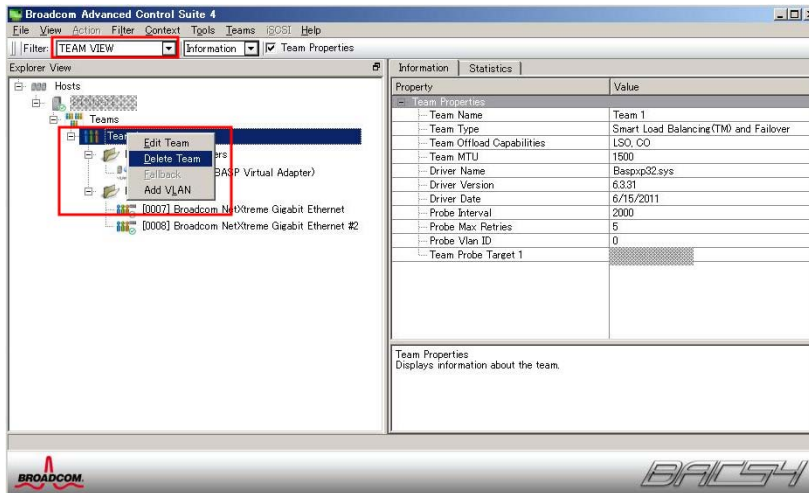 Broadcom Advanced Control Suite 4
File View Action Filter Context Tools Teams iSCSI Help
Filter: TEAM VIEW Information Team Properties
Explorer View
Hosts
Teams
Edit Team
Delete Team
Fallback
Add VLAN
BASP Virtual Adapter)
[0007] Broadcom NetXtreme Gigabit Ethernet
[0008] Broadcom NetXtreme Gigabit Ethernet #2
Information Statistics
Property Value
Team Properties
Team Name Team 1
Team Type Smart Load Balancing(TM) and Failover
Team Offload Capabilities LSO, CO
Team MTU 1500
Driver Name Baspxp32.sys
Driver Version 6.3.31
Driver Date 6/15/2011
Probe Interval 2000
Probe Max Retries 5
Probe Vlan ID 0
Team Probe Target 1
Team Properties
Displays information about the team.
BROADCOM.
BACS4